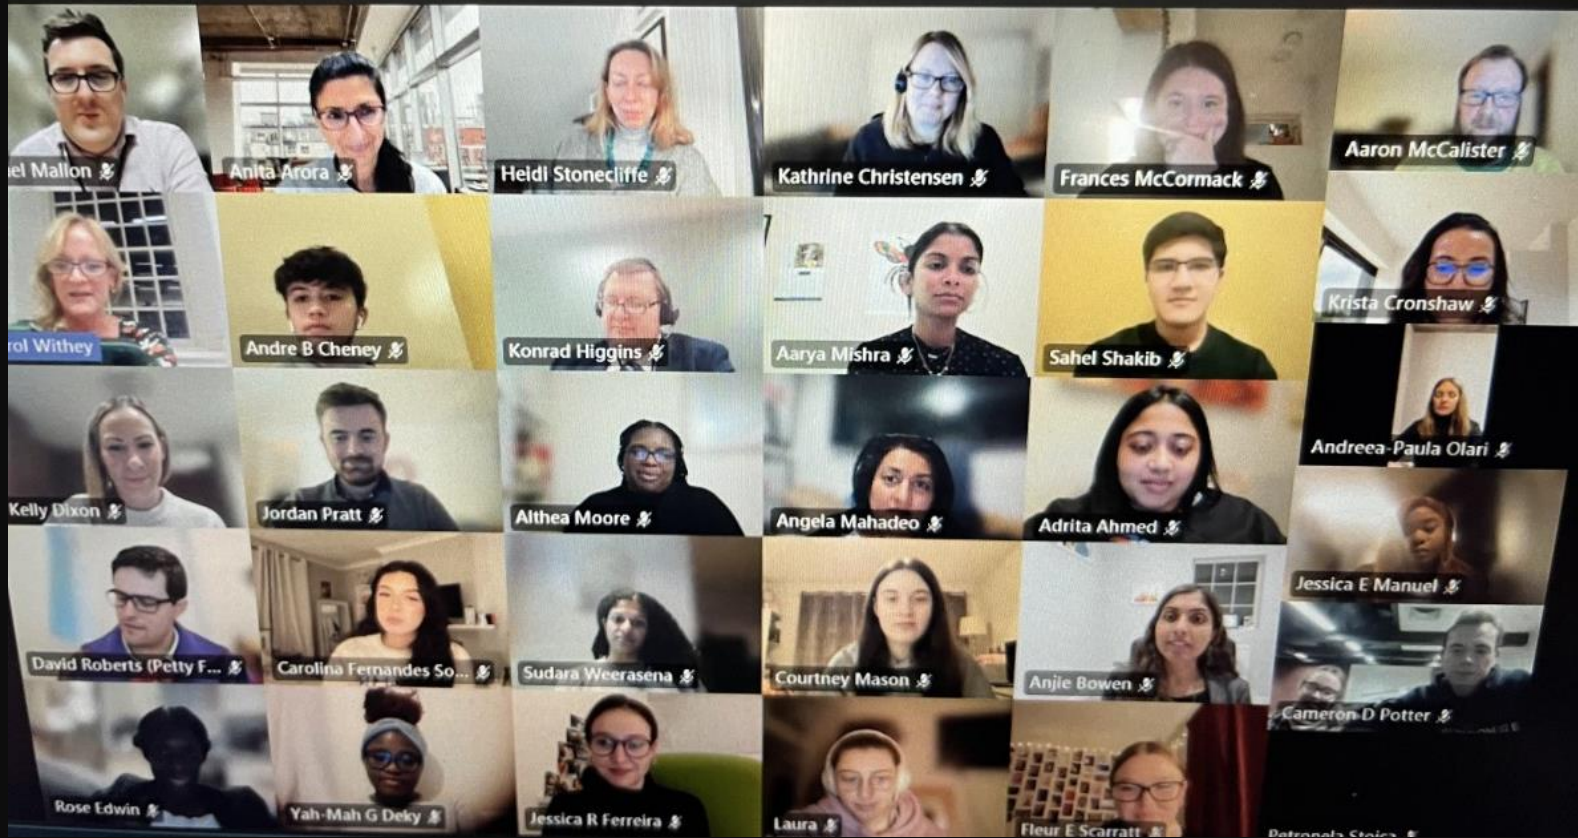 el Mallon
Anita Arora
Heidi Stonecliffe
Kathrine Christensen
Frances McCormack
Aaron McCalister
rol Withey
Andre B Cheney
Konrad Higgins
Aarya Mishra
Sahel Shakib
Krista Cronshaw
Kelly Dixon
Jordan Pratt
Althea Moore
Angela Mahadeo
Adrita Ahmed
Andreea-Paula Olari
David Roberts (Petty F...
Carolina Fernandes So...
Sudara Weerasena
Courtney Mason
Anjie Bowen
Jessica E Manuel
Cameron D Potter
Rose Edwin
Yah-Mah G Deky
Jessica R Ferreira
Laura
Fleur E Scarratt
Petronela Stoica